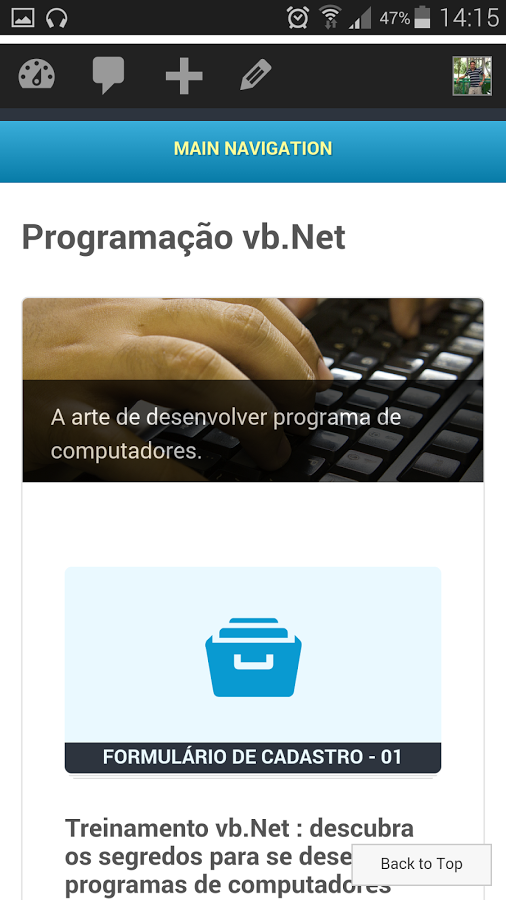 47% 14:15
MAIN NAVIGATION
Programação vb.Net
A arte de desenvolver programa de
computadores.
FORMULÁRIO DE CADASTRO - 01
Treinamento vb.Net : descubra
os segredos para se dese
programas de computadores
Back to Top